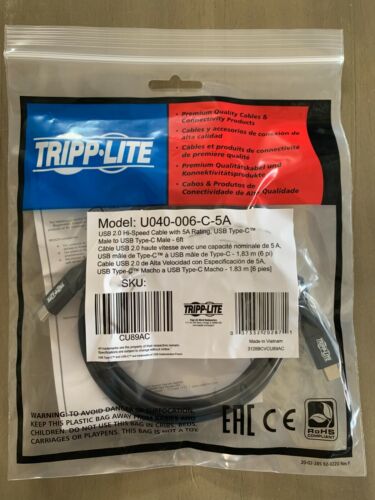 TRIPP·LITE
• Premium Quality Cables & Connectivity Products
• Cables y accesorios de conexión de alta calidad
• Câbles et produits de connectivité de premiere qualité
• Premium Qualitätskabel & Konnektivitätsprodukten
• Cabos & Produtos de Conectividade de Alta Qualidade
Model: U040-006-C-5A
USB 2.0 Hi-Speed Cable with 5A Rating, USB Type-C™
Male to USB Type-C Male - 6ft
Câble USB 2.0 haute vitesse avec une capacité nominale de 5 A,
USB mâle de Type-C™ à USB mâle de Type-C - 1,83 m (6 pi)
Cable USB 2.0 de Alta Velocidad con Especificación de 5A,
USB Type-C™ Macho a USB Type-C Macho - 1.83 m [6 pies]
SKU:
TRIPP·LITE
CU89AC
Made in Vietnam
TRIPP·LITE
WARNING: TO AVOID DANGER OF SUFFOCATION,
KEEP THIS PLASTIC BAG AWAY FROM BABIES AND
CHILDREN. DO NOT USE THIS BAG IN CRIBS, BEDS,
CARRIAGES OR PLAYPENS. THIS BAG IS NOT A TOY.
EAC CE
RoHS
COMPLIANT